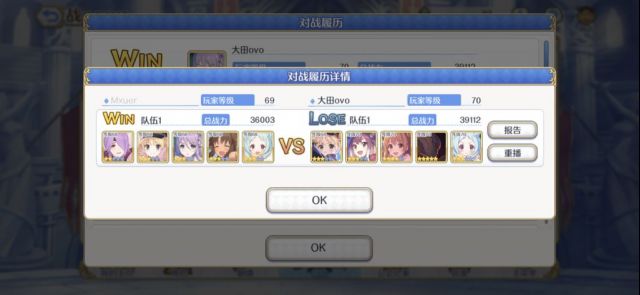 对战履历
WIN
大田ovo
70
39112
对战履历详情
Mxuer 玩家等级 69
大田ovo 玩家等级 70
WIN 队伍1 总战力 36003
LOSE 队伍1 总战力 39112
VS
报告
重播
OK
OK